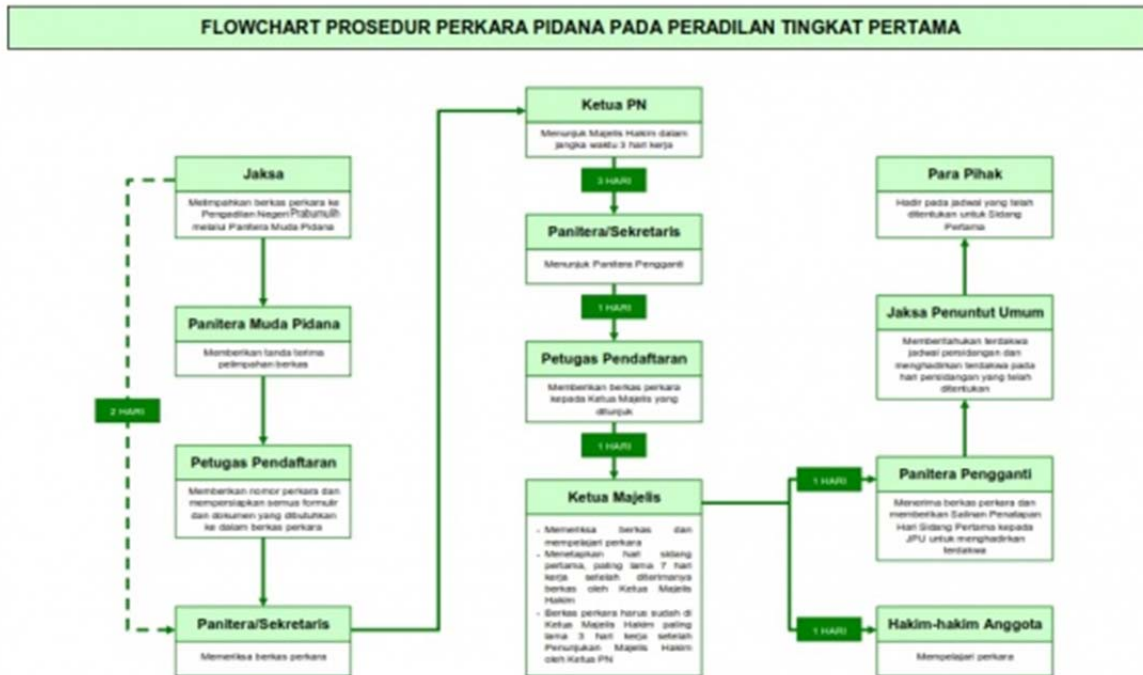 FLOWCHART PROSEDUR PERKARA PIDANA PADA PERADILAN TINGKAT PERTAMA
Jaksa
Melimpahkan berkas perkara ke
Pengadilan Negeri Prabumulih
melalui Panitera Muda Pidana
Panitera Muda Pidana
Memberikan tanda terima
pelimpahan berkas
2 HARI
Petugas Pendaftaran
Memberikan nomor perkara dan
mempersiapkan semua formulir
dan dokumen yang dibutuhkan
ke dalam berkas perkara
Panitera/Sekretaris
Memeriksa berkas perkara
Ketua PN
Menunjuk Majelis Hakim dalam
jangka waktu 3 hari kerja
3 HARI
Panitera/Sekretaris
Menunjuk Panitera Pengganti
1 HARI
Petugas Pendaftaran
Memberikan berkas perkara
kepada Ketua Majelis yang
ditunjuk
1 HARI
Ketua Majelis
- Memeriksa berkas dan
mempelajari perkara
- Menetapkan hari sidang
pertama, paling lama 7 hari
kerja setelah diterimanya
berkas oleh Ketua Majelis
Hakim
- Berkas perkara harus sudah di
Ketua Majelis Hakim paling
lama 3 hari kerja setelah
Penunjukan Majelis Hakim
oleh Ketua PN
1 HARI
Panitera Pengganti
Menerima berkas perkara dan
memberikan Salinan Penatapan
Hari Sidang Pertama kepada
JPU untuk menghadirkan
terdakwa
1 HARI
Hakim-hakim Anggota
Mempelajari perkara
Jaksa Penuntut Umum
Memberitahukan terdakwa
jadwal persidangan dan
menghadirkan terdakwa pada
hari persidangan yang telah
ditentukan
Para Pihak
Hadir pada jadwal yang telah
ditentukan untuk Sidang
Pertama